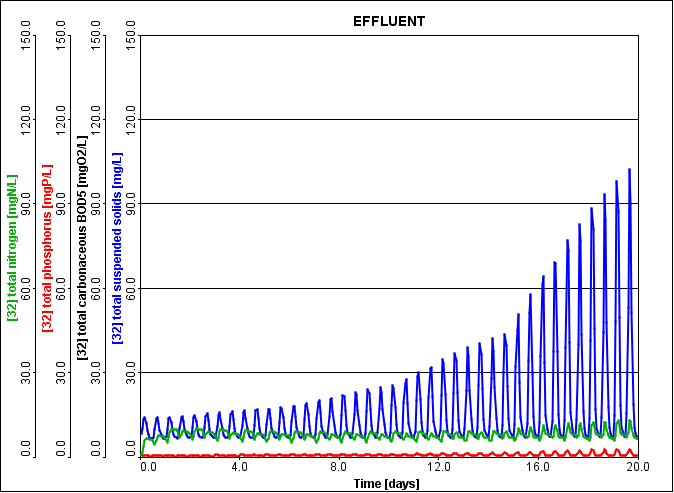 EFFLUENT
[32] total nitrogen [mgN/L]
0.0 30.0 60.0 90.0 120.0 150.0
[32] total phosphorus [mgP/L]
0.0 30.0 60.0 90.0 120.0 150.0
[32] total carbonaceous BOD5 [mgO2/L]
0.0 30.0 60.0 90.0 120.0 150.0
[32] total suspended solids [mg/L]
0.0 30.0 60.0 90.0 120.0 150.0
0.0 4.0 8.0 12.0 16.0 20.0
Time [days]